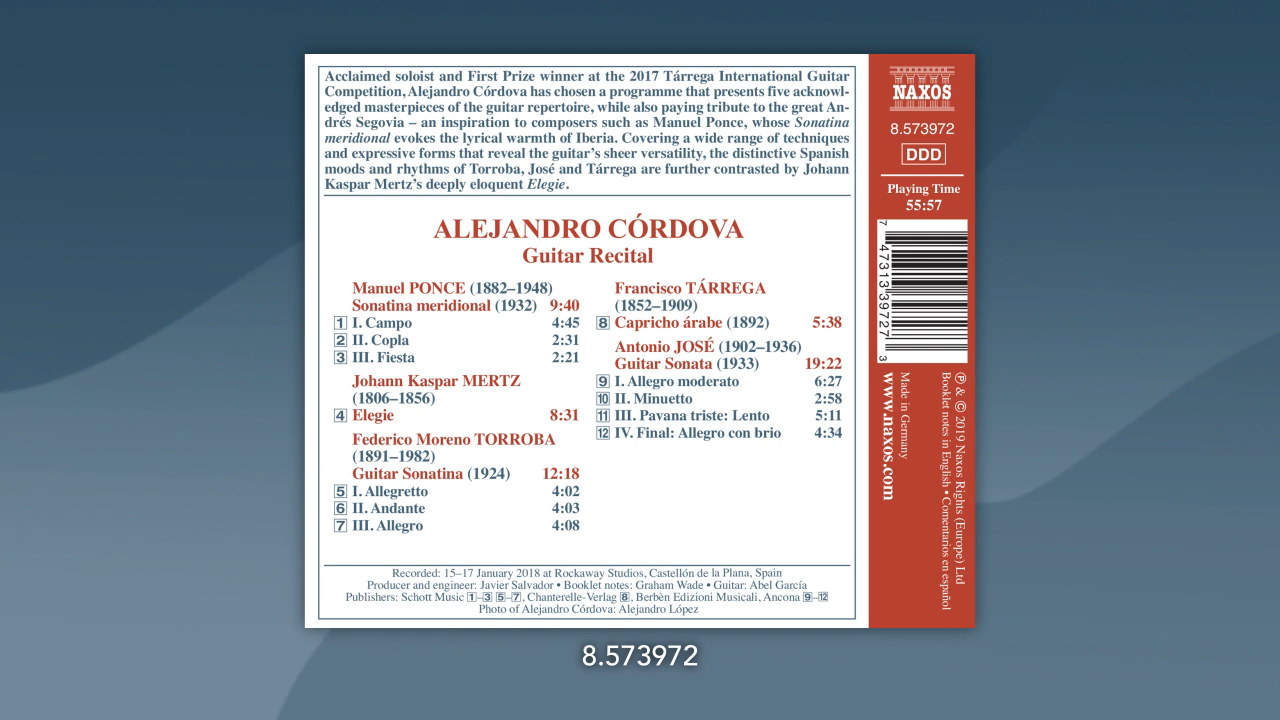 Acclaimed soloist and First Prize winner at the 2017 Tárrega International Guitar
Competition, Alejandro Córdova has chosen a programme that presents five acknowl-
edged masterpieces of the guitar repertoire, while also paying tribute to the great An-
drés Segovia – an inspiration to composers such as Manuel Ponce, whose Sonatina
meridional evokes the lyrical warmth of Iberia. Covering a wide range of techniques
and expressive forms that reveal the guitar's sheer versatility, the distinctive Spanish
moods and rhythms of Torroba, José and Tárrega are further contrasted by Johann
Kaspar Mertz's deeply eloquent Elegie.
ALEJANDRO CÓRDOVA
Guitar Recital
Manuel PONCE (1882–1948)
Sonatina meridional (1932) 9:40
1 I. Campo 4:45
2 II. Copla 2:31
3 III. Fiesta 2:21
Johann Kaspar MERTZ
(1806–1856)
4 Elegie 8:31
Federico Moreno TORROBA
(1891–1982)
Guitar Sonatina (1924) 12:18
5 I. Allegretto 4:02
6 II. Andante 4:03
7 III. Allegro 4:08
Francisco TÁRREGA
(1852–1909)
8 Capricho árabe (1892) 5:38
Antonio JOSÉ (1902–1936)
Guitar Sonata (1933) 19:22
9 I. Allegro moderato 6:27
10 II. Minuetto 2:58
11 III. Pavana triste: Lento 5:11
12 IV. Final: Allegro con brio 4:34
Recorded: 15–17 January 2018 at Rockaway Studios, Castellón de la Plana, Spain
Producer and engineer: Javier Salvador • Booklet notes: Graham Wade • Guitar: Abel García
Publishers: Schott Music 1–3 5–7, Chanterelle-Verlag 8, Berbèn Edizioni Musicali, Ancona 9–12
Photo of Alejandro Córdova: Alejandro López
NAXOS
8.573972
DDD
Playing Time
55:57
7 47313 39727 3
℗ & © 2019 Naxos Rights (Europe) Ltd
Booklet notes in English • Comentarios en español
Made in Germany
www.naxos.com
8.573972